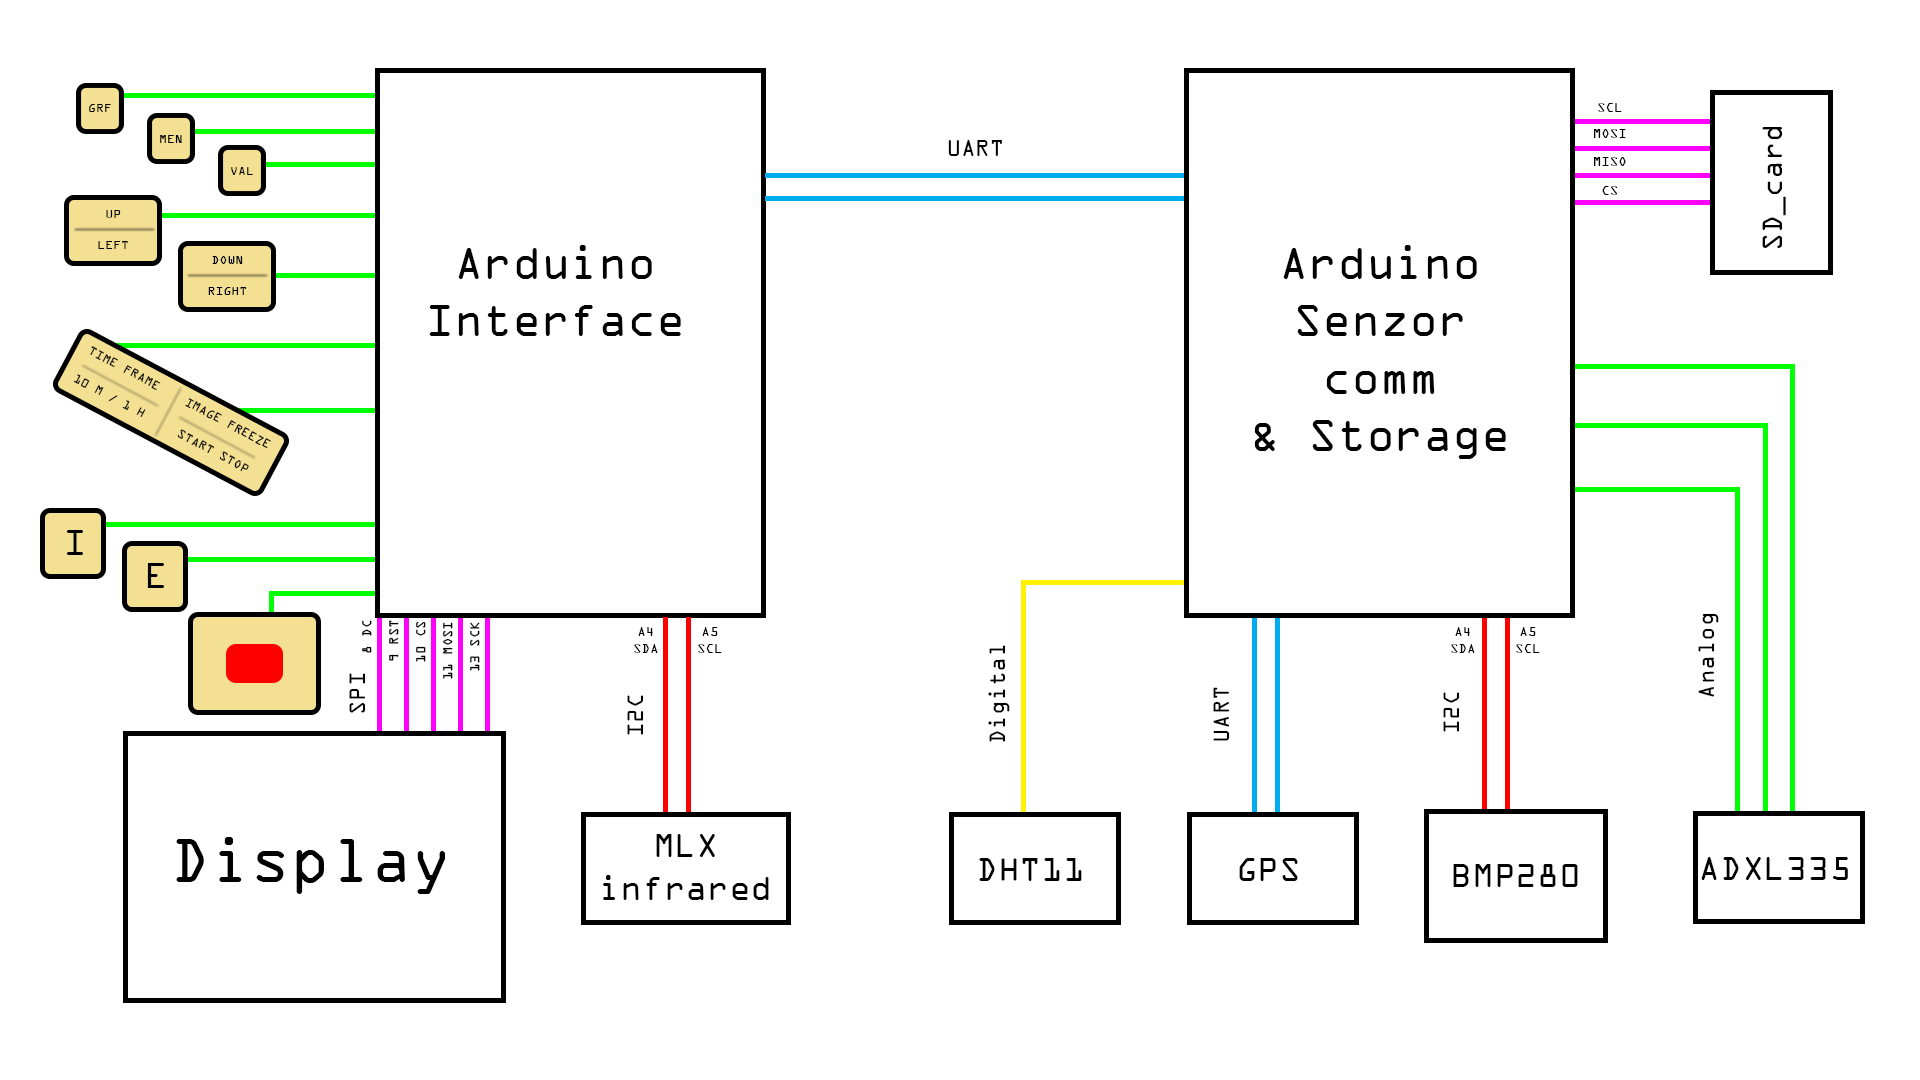 GRF
MEN
VAL
UP
LEFT
DOWN
RIGHT
TIME FRAME
10 M / 1 H
IMAGE FREEZE
START STOP
I
E
Arduino
Interface
UART
Arduino
Senzor
comm
& Storage
SCL
MOSI
MISO
CS
SD_card
SPI
8 DC
9 RST
10 CS
11 MOSI
13 SCK
A4
SDA
A5
SCL
I2C
Digital
UART
A4
SDA
A5
SCL
I2C
Analog
Display
MLX
infrared
DHT11
GPS
BMP280
ADXL335